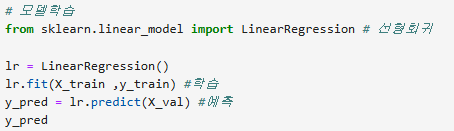 # 모델학습
from sklearn.linear_model import LinearRegression # 선형회귀
lr = LinearRegression()
lr.fit(X_train ,y_train) #학습
y_pred = lr.predict(X_val) #예측
y_pred